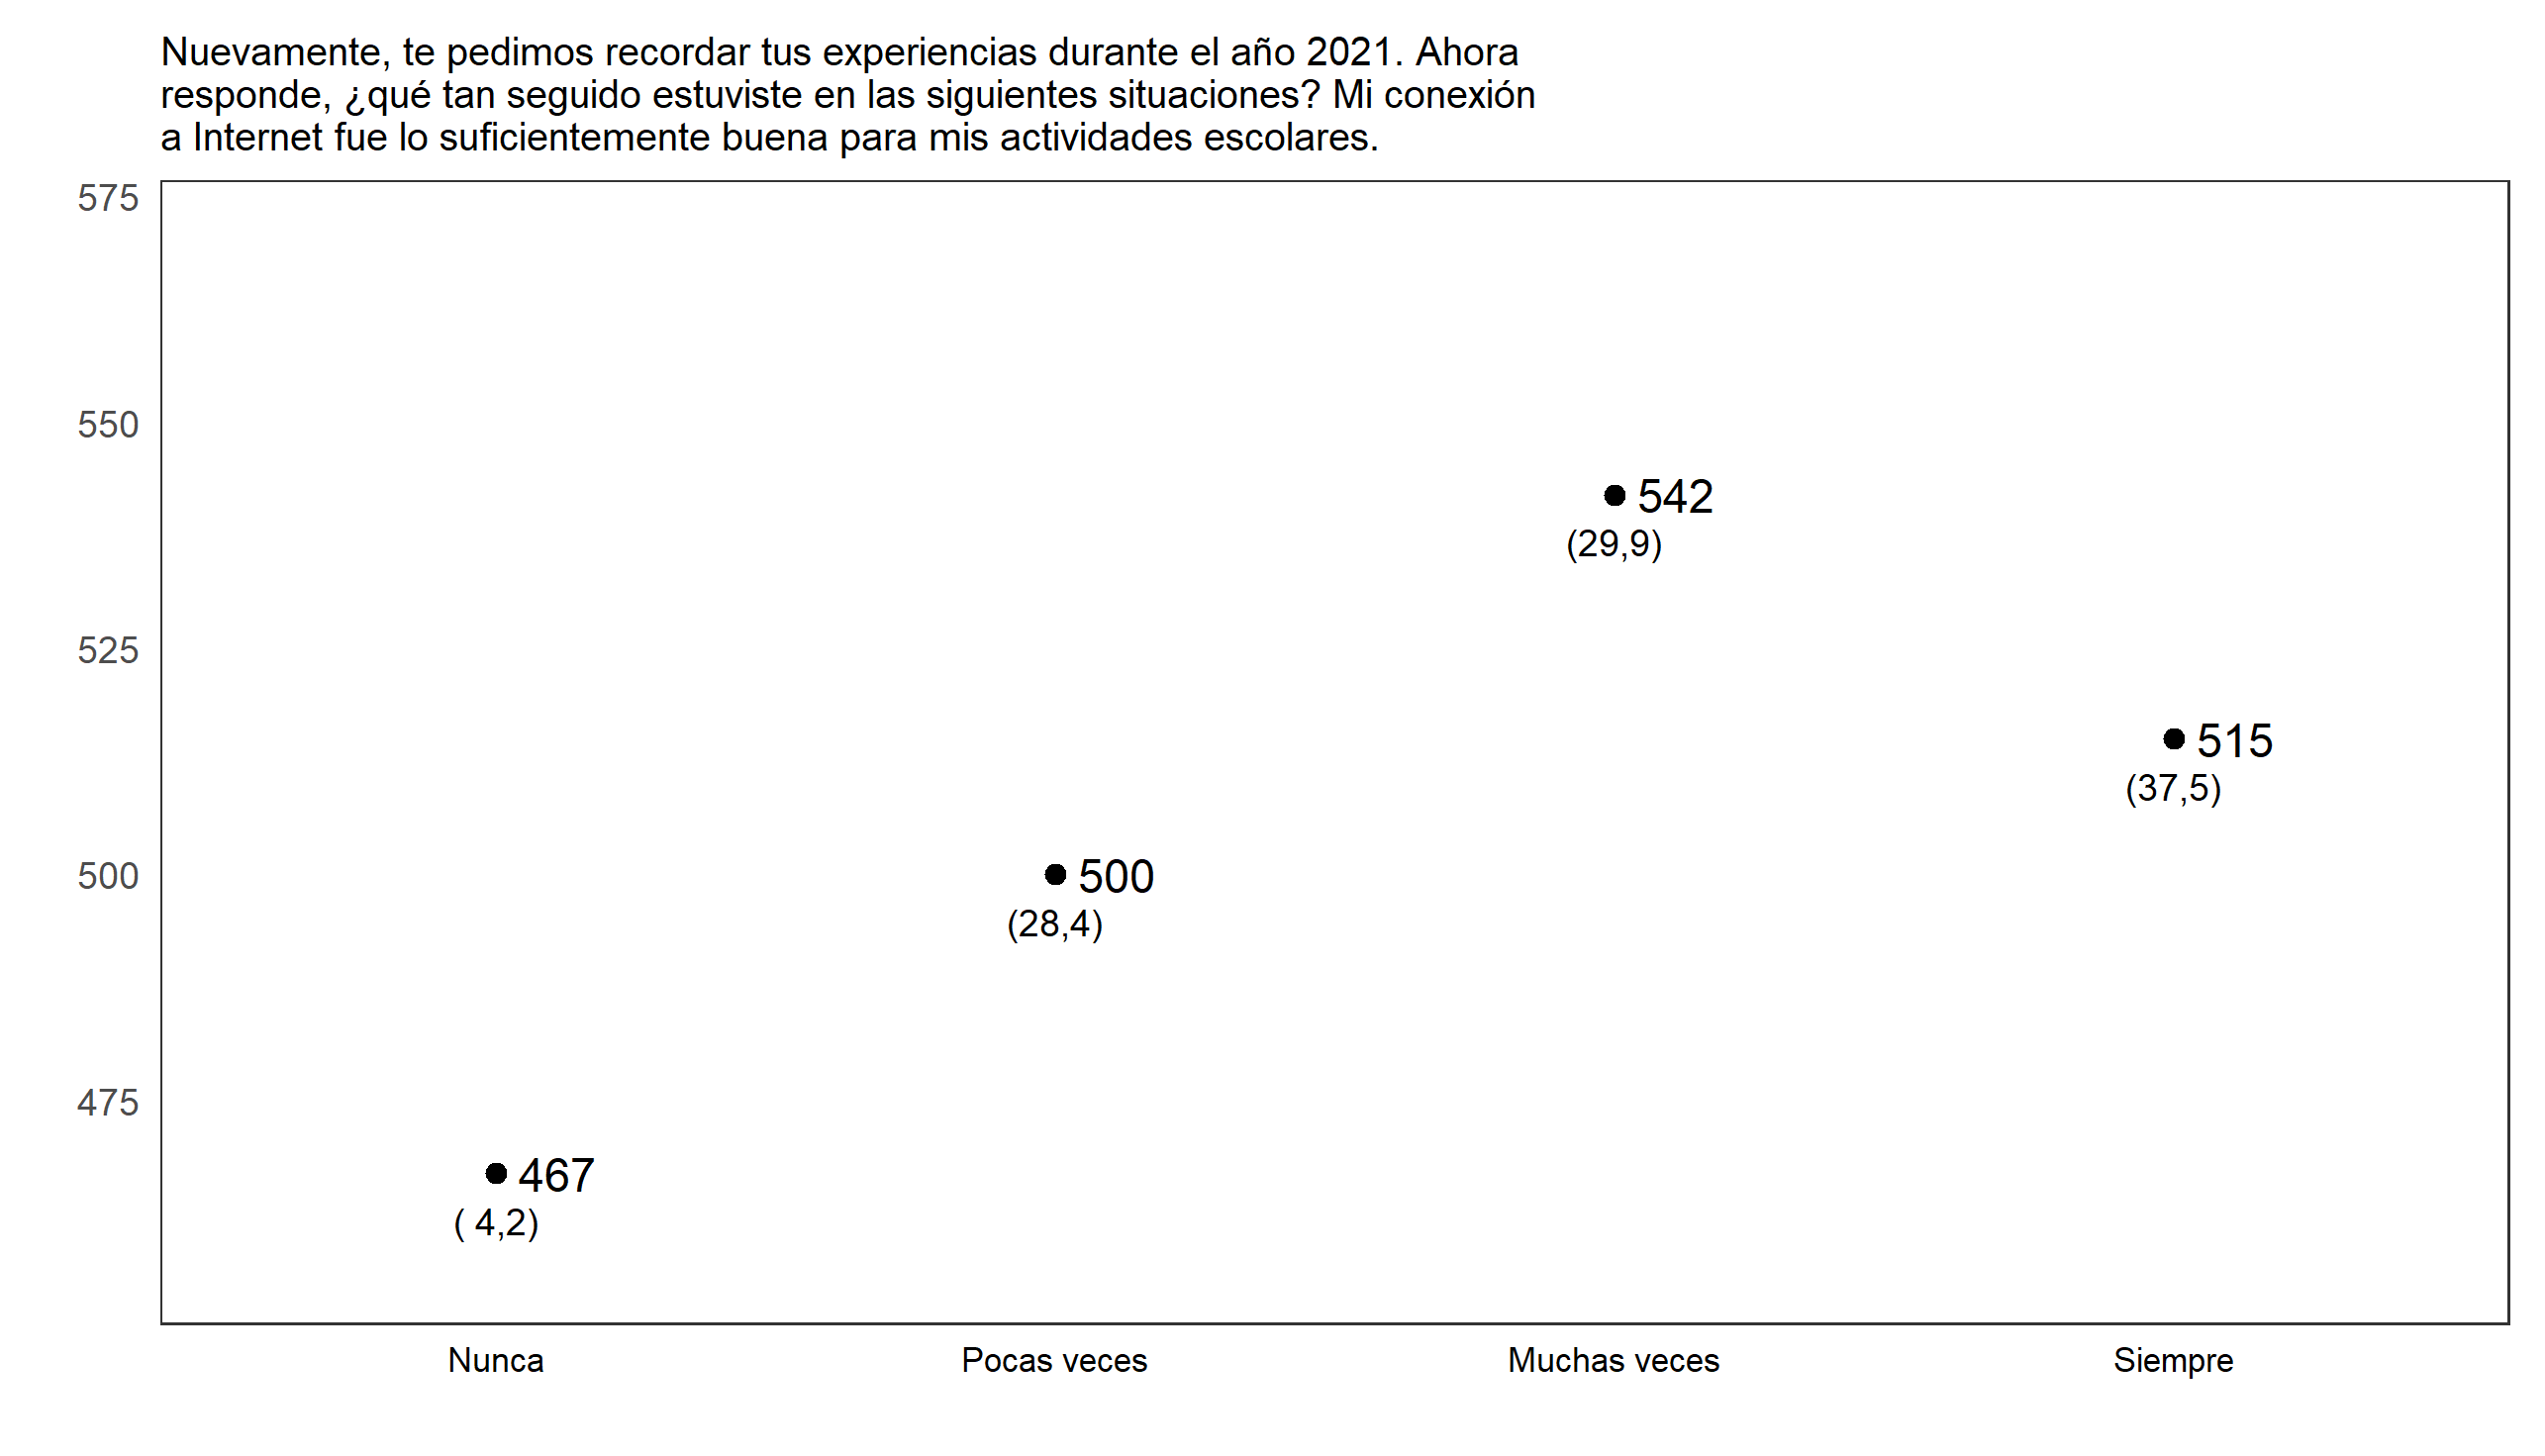 Nuevamente, te pedimos recordar tus experiencias durante el año 2021. Ahora
responde, ¿qué tan seguido estuviste en las siguientes situaciones? Mi conexión
a Internet fue lo suficientemente buena para mis actividades escolares.
575
550
542
(29,9)
525
515
(37,5)
500
500
(28,4)
475
467
( 4,2)
Nunca
Pocas veces
Muchas veces
Siempre